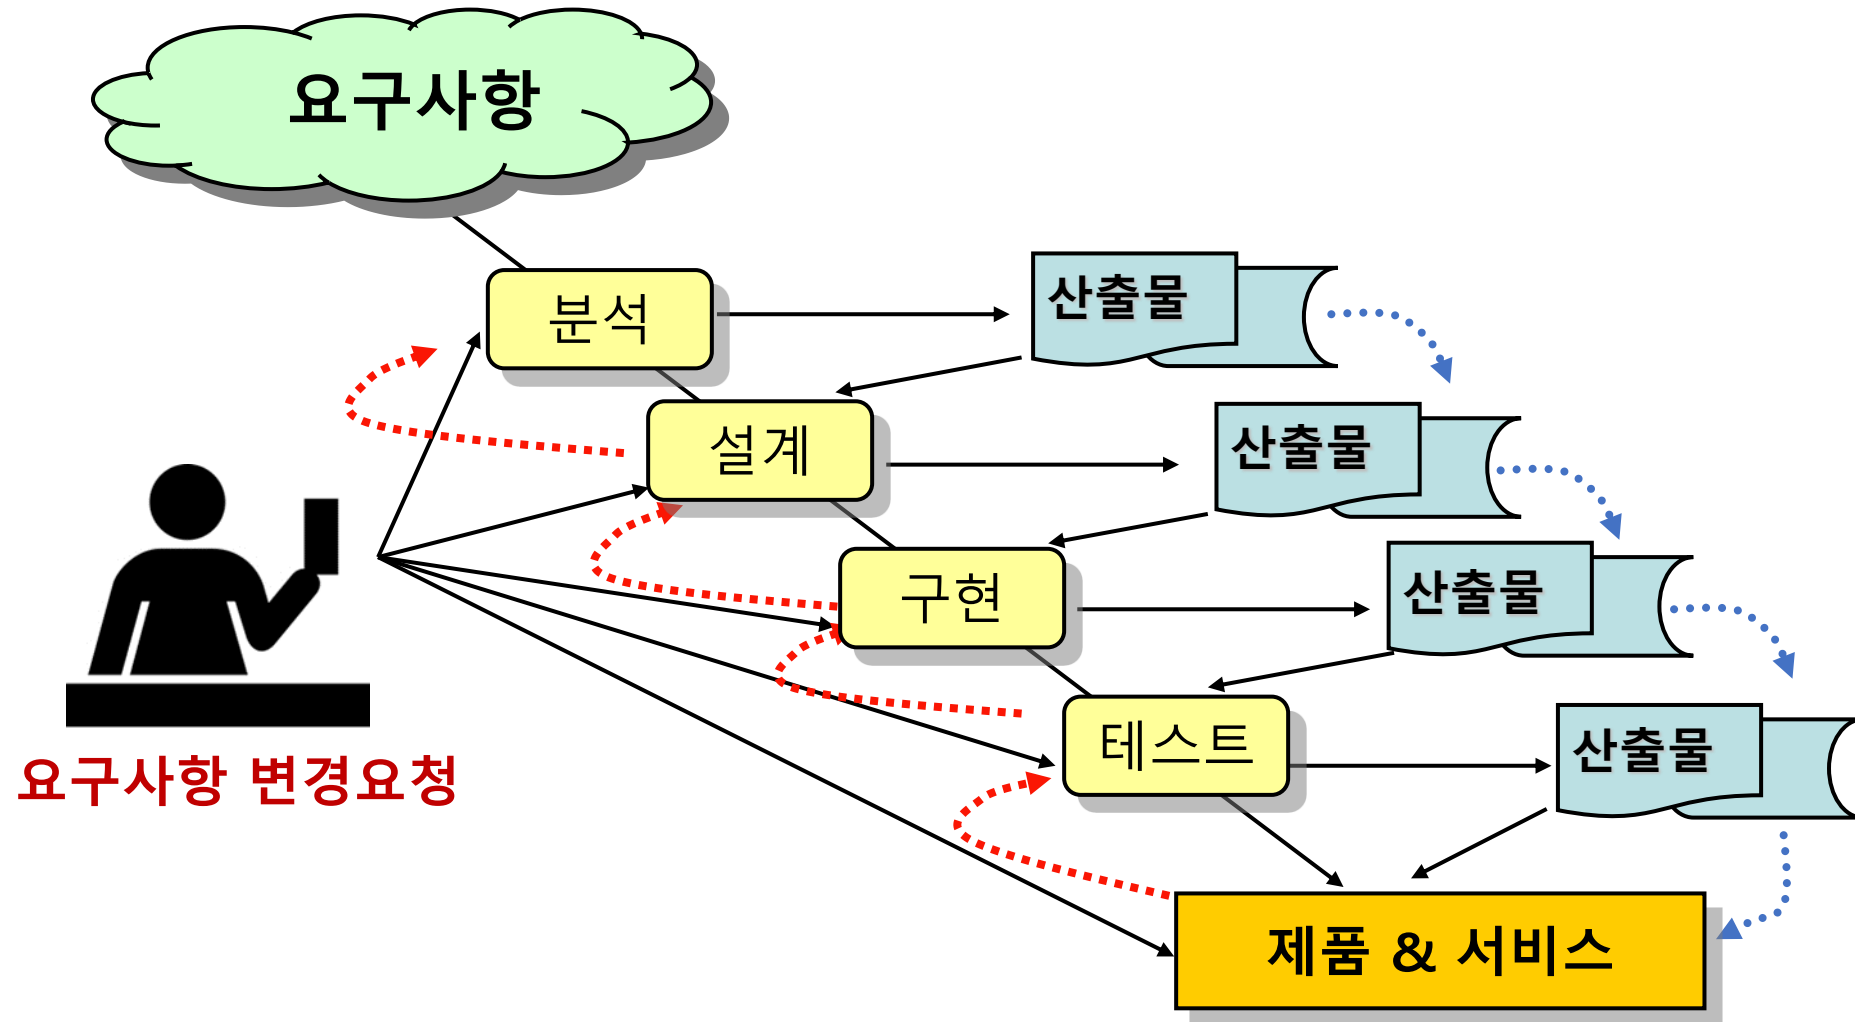 요구사항
분석
산출물
설계
산출물
구현
산출물
테스트
산출물
요구사항 변경요청
제품 & 서비스